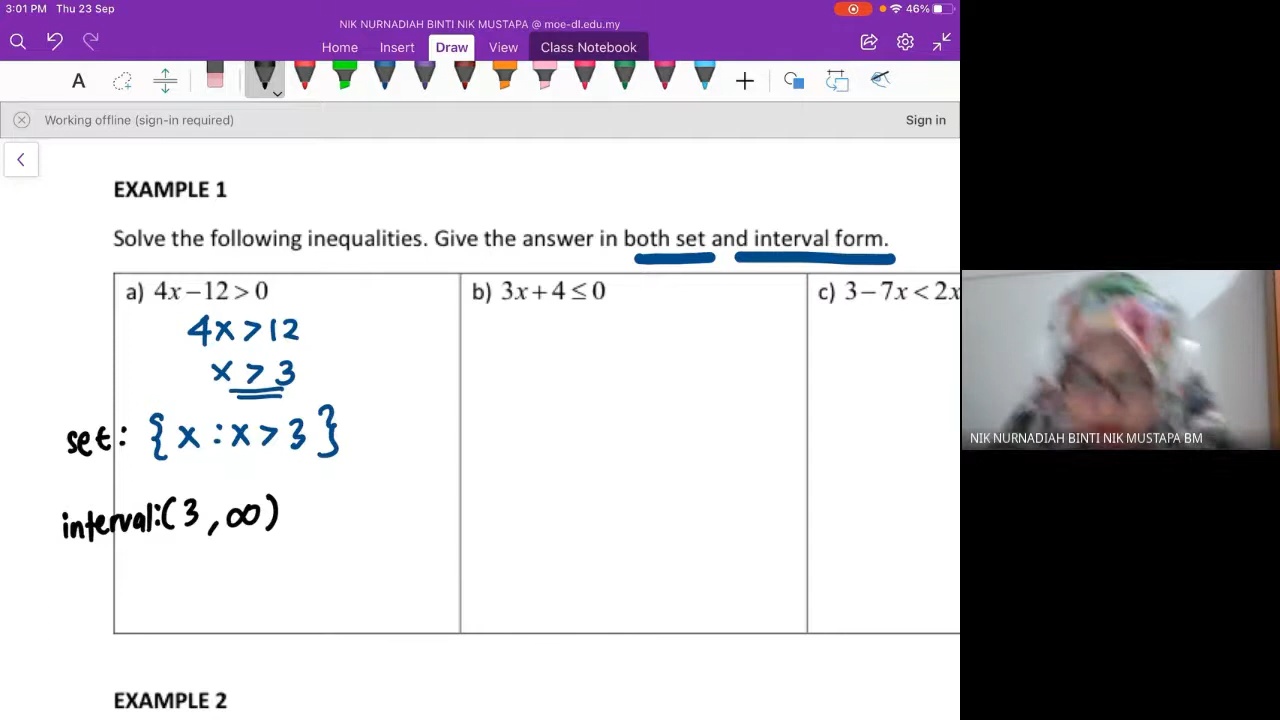 3:01 PM Thu 23 Sep
46%
NIK NURNADIAH BINTI NIK MUSTAPA @ moe-dl.edu.my
Home Insert Draw View Class Notebook
A
Working offline (sign-in required) Sign in
EXAMPLE 1
Solve the following inequalities. Give the answer in both set and interval form.
a) 4x − 12 > 0
4x > 12
x > 3
set: { x : x > 3 }
interval: (3 , ∞)
b) 3x + 4 ≤ 0
c) 3 − 7x < 2x
EXAMPLE 2
NIK NURNADIAH BINTI NIK MUSTAPA BM